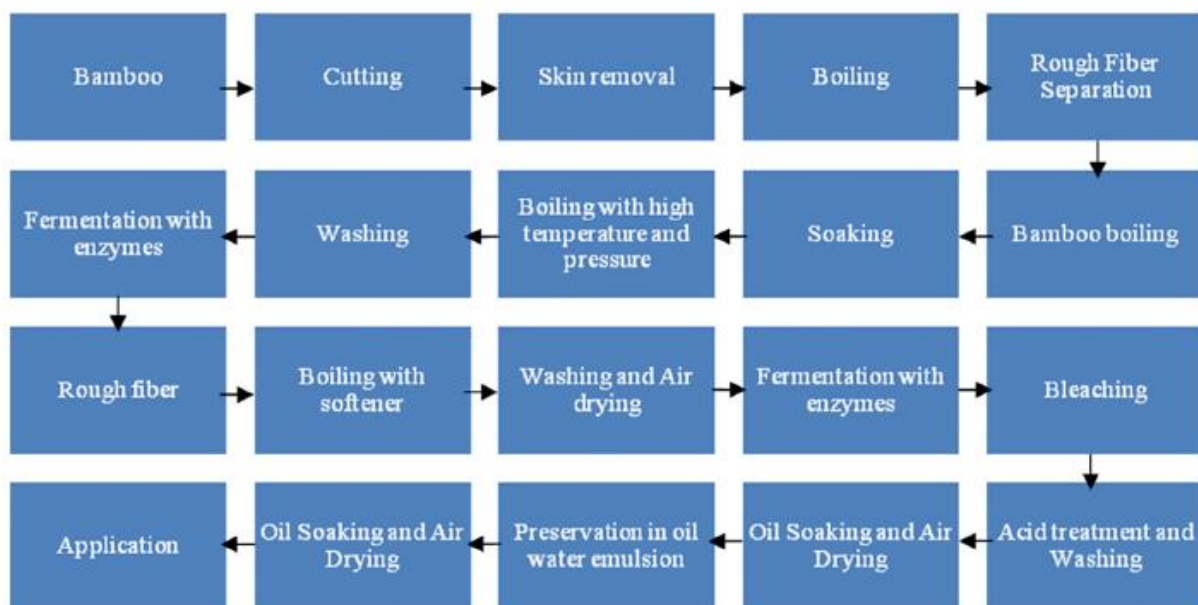 Bamboo
Cutting
Skin removal
Boiling
Rough Fiber
Separation
Bamboo boiling
Soaking
Boiling with high
temperature and
pressure
Washing
Fermentation with
enzymes
Rough fiber
Boiling with
softener
Washing and Air
drying
Fermentation with
enzymes
Bleaching
Acid treatment and
Washing
Oil Soaking and Air
Drying
Preservation in oil
water emulsion
Oil Soaking and Air
Drying
Application